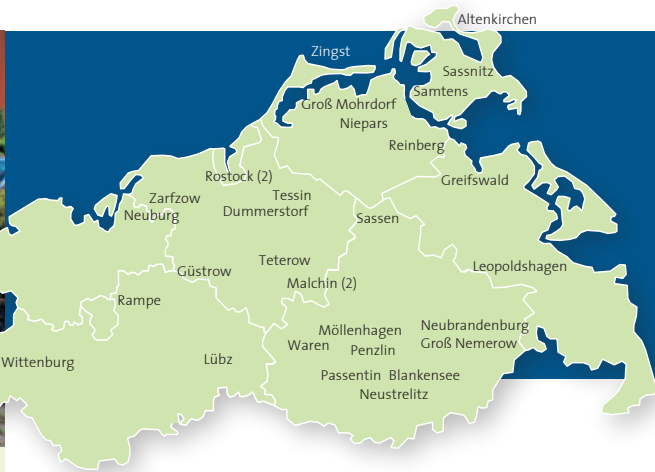 Altenkirchen
Zingst
Sassnitz
Samtens
Groß Mohrdorf
Niepars
Reinberg
Rostock (2)
Greifswald
Zarfzow
Tessin
Neuburg
Dummerstorf
Sassen
Güstrow
Teterow
Leopoldshagen
Malchin (2)
Rampe
Möllenhagen
Neubrandenburg
Waren
Penzlin
Groß Nemerow
Wittenburg
Lübz
Passentin
Blankensee
Neustrelitz